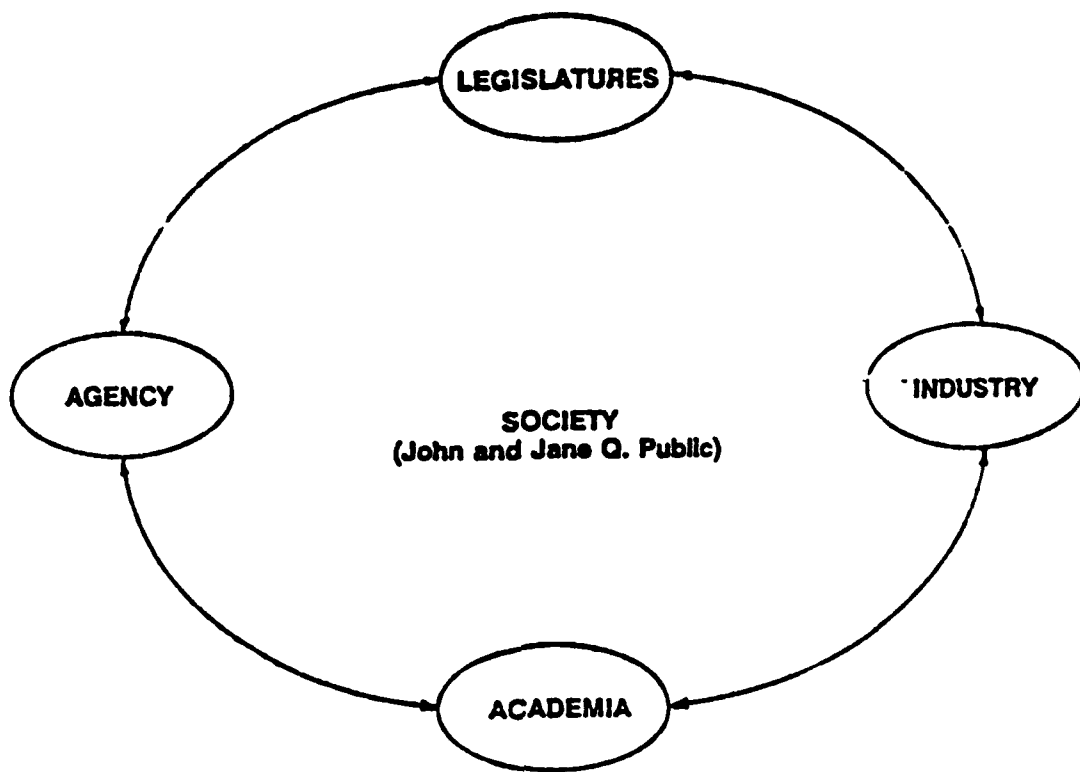 LEGISLATURES
AGENCY
INDUSTRY
SOCIETY
(John and Jane Q. Public)
ACADEMIA